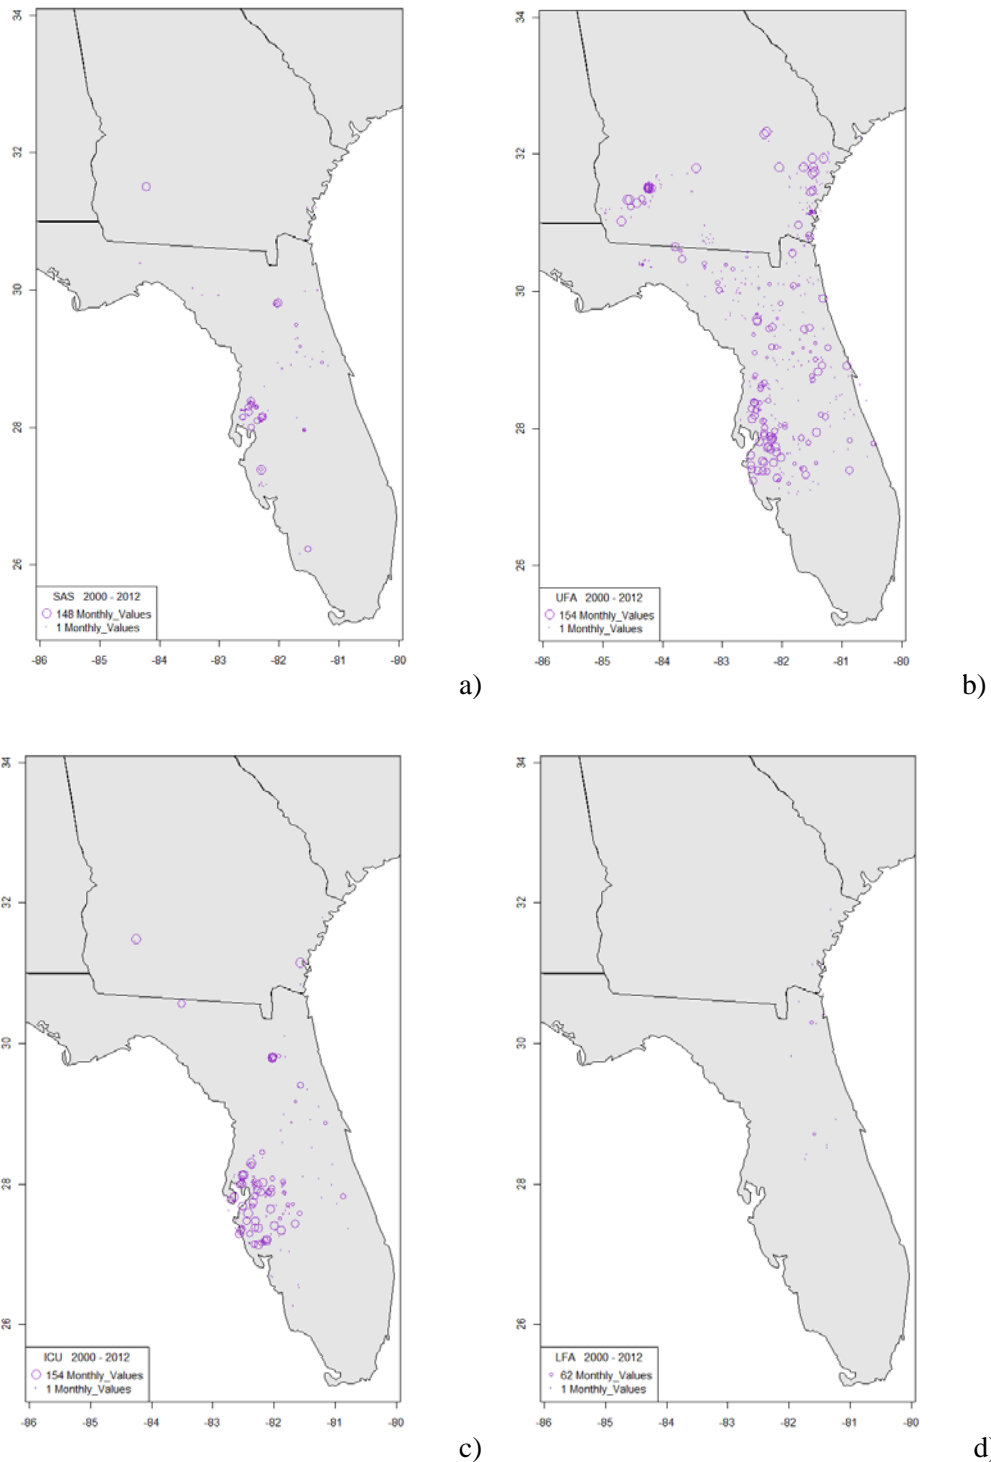 34
32
30
28
26
SAS 2000 - 2012
148 Monthly_Values
1 Monthly_Values
-86 -85 -84 -83 -82 -81 -80
a)
34
32
30
28
26
UFA 2000 - 2012
154 Monthly_Values
1 Monthly_Values
-86 -85 -84 -83 -82 -81 -80
b)
34
32
30
28
26
ICU 2000 - 2012
154 Monthly_Values
1 Monthly_Values
-86 -85 -84 -83 -82 -81 -80
c)
34
32
30
28
26
LFA 2000 - 2012
62 Monthly_Values
1 Monthly_Values
-86 -85 -84 -83 -82 -81 -80
d)